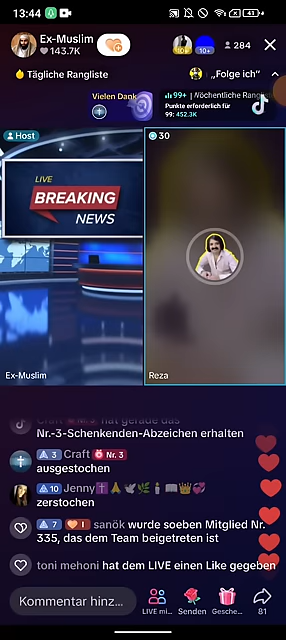 13:44
41
Ex-Muslim
143.7K
10+
284
Tägliche Rangliste
„Folge ich“
Vielen Dank
99+ | Wöchentliche Rang
Punkte erforderlich für
99: 452.3K
Host
30
LIVE
BREAKING
NEWS
Ex-Muslim
Reza
hat gerade das
Nr.-3-Schenkenden-Abzeichen erhalten
3 Craft Nr. 3
ausgestochen
10 Jenny
zerstochen
7 1 sanök wurde soeben Mitglied Nr.
335, das dem Team beigetreten ist
toni mehoni hat dem LIVE einen Like gegeben
Kommentar hinz...
LIVE mi...
Senden
Gesche...
81